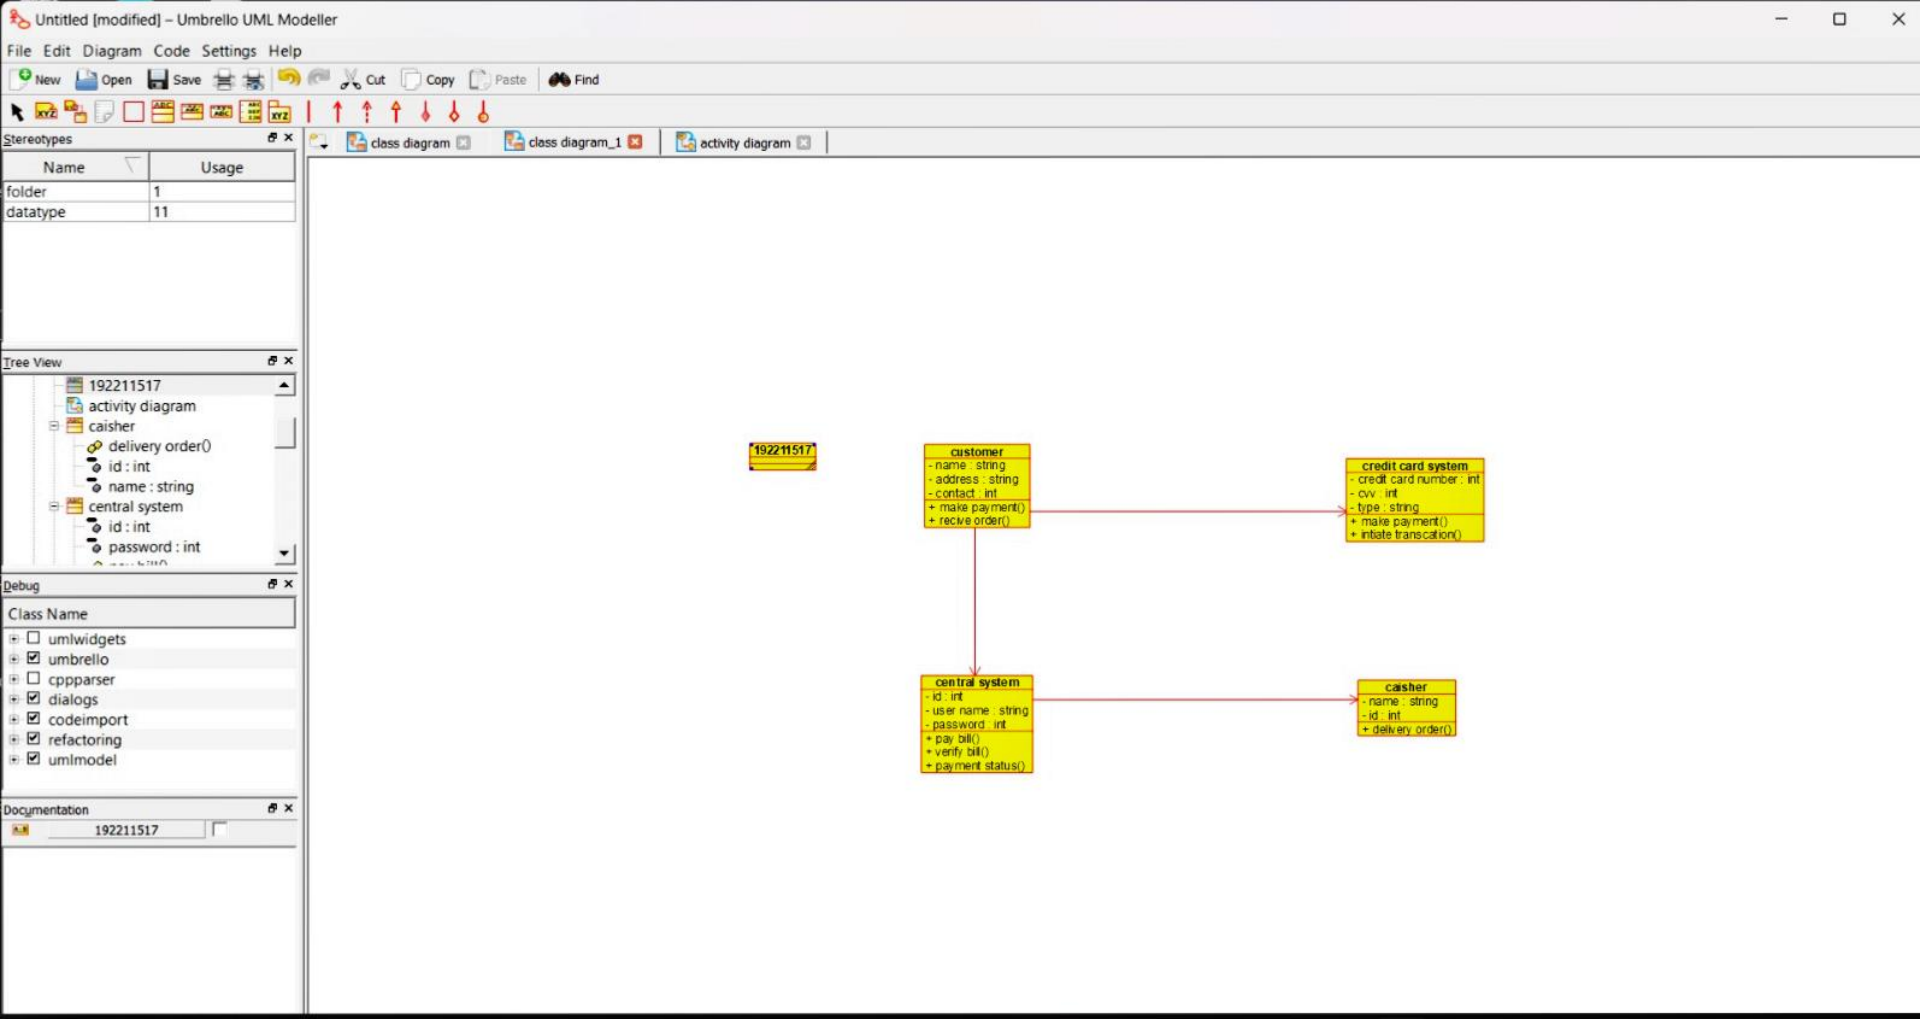 Untitled [modified] – Umbrello UML Modeller
File Edit Diagram Code Settings Help
New Open Save Cut Copy Paste Find
Stereotypes
class diagram class diagram_1 activity diagram
Name Usage
folder 1
datatype 11
Tree View
192211517
activity diagram
caisher
delivery order()
id : int
name : string
central system
id : int
password : int
pay bill()
Debug
Class Name
umlwidgets
umbrello
cppparser
dialogs
codeimport
refactoring
umlmodel
Documentation
192211517
192211517
customer
- name : string
- address : string
- contact : int
+ make payment()
+ recive order()
credit card system
- credit card number : int
- cvv : int
- type : string
+ make payment()
+ intiate transcation()
central system
- id : int
- user name : string
- password : int
+ pay bill()
+ verify bill()
+ payment status()
caisher
- name : string
- id : int
+ delivery order()